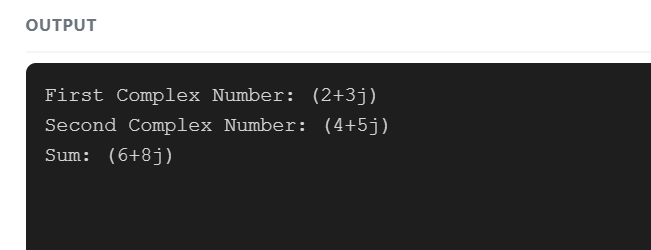 OUTPUT
First Complex Number: (2+3j)
Second Complex Number: (4+5j)
Sum: (6+8j)